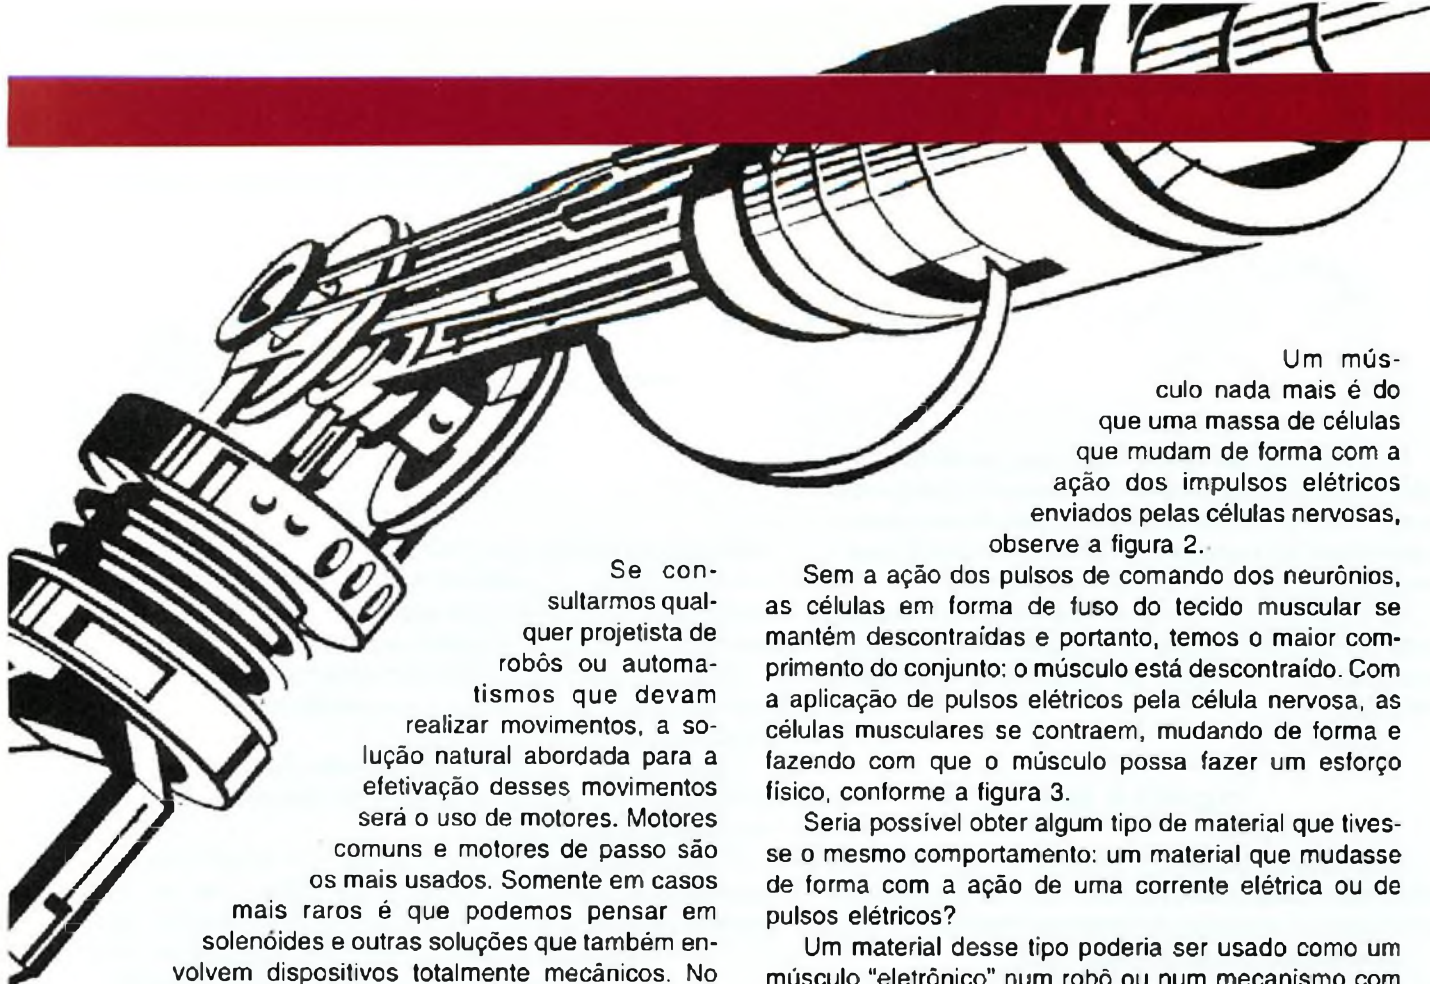 Se con-
sultarmos qual-
quer projetista de
robôs ou automa-
tismos que devam
realizar movimentos, a so-
lução natural abordada para a
efetivação desses movimentos
será o uso de motores. Motores
comuns e motores de passo são
os mais usados. Somente em casos
mais raros é que podemos pensar em
solenóides e outras soluções que também en-
volvem dispositivos totalmente mecânicos. No
Um mús-
culo nada mais é do
que uma massa de células
que mudam de forma com a
ação dos impulsos elétricos
enviados pelas células nervosas,
observe a figura 2.
Sem a ação dos pulsos de comando dos neurônios,
as células em forma de fuso do tecido muscular se
mantém descontraídas e portanto, temos o maior com-
primento do conjunto: o músculo está descontraído. Com
a aplicação de pulsos elétricos pela célula nervosa, as
células musculares se contraem, mudando de forma e
fazendo com que o músculo possa fazer um esforço
físico, conforme a figura 3.
Seria possível obter algum tipo de material que tives-
se o mesmo comportamento: um material que mudasse
de forma com a ação de uma corrente elétrica ou de
pulsos elétricos?
Um material desse tipo poderia ser usado como um
músculo "eletrônico" num robô ou num mecanismo com